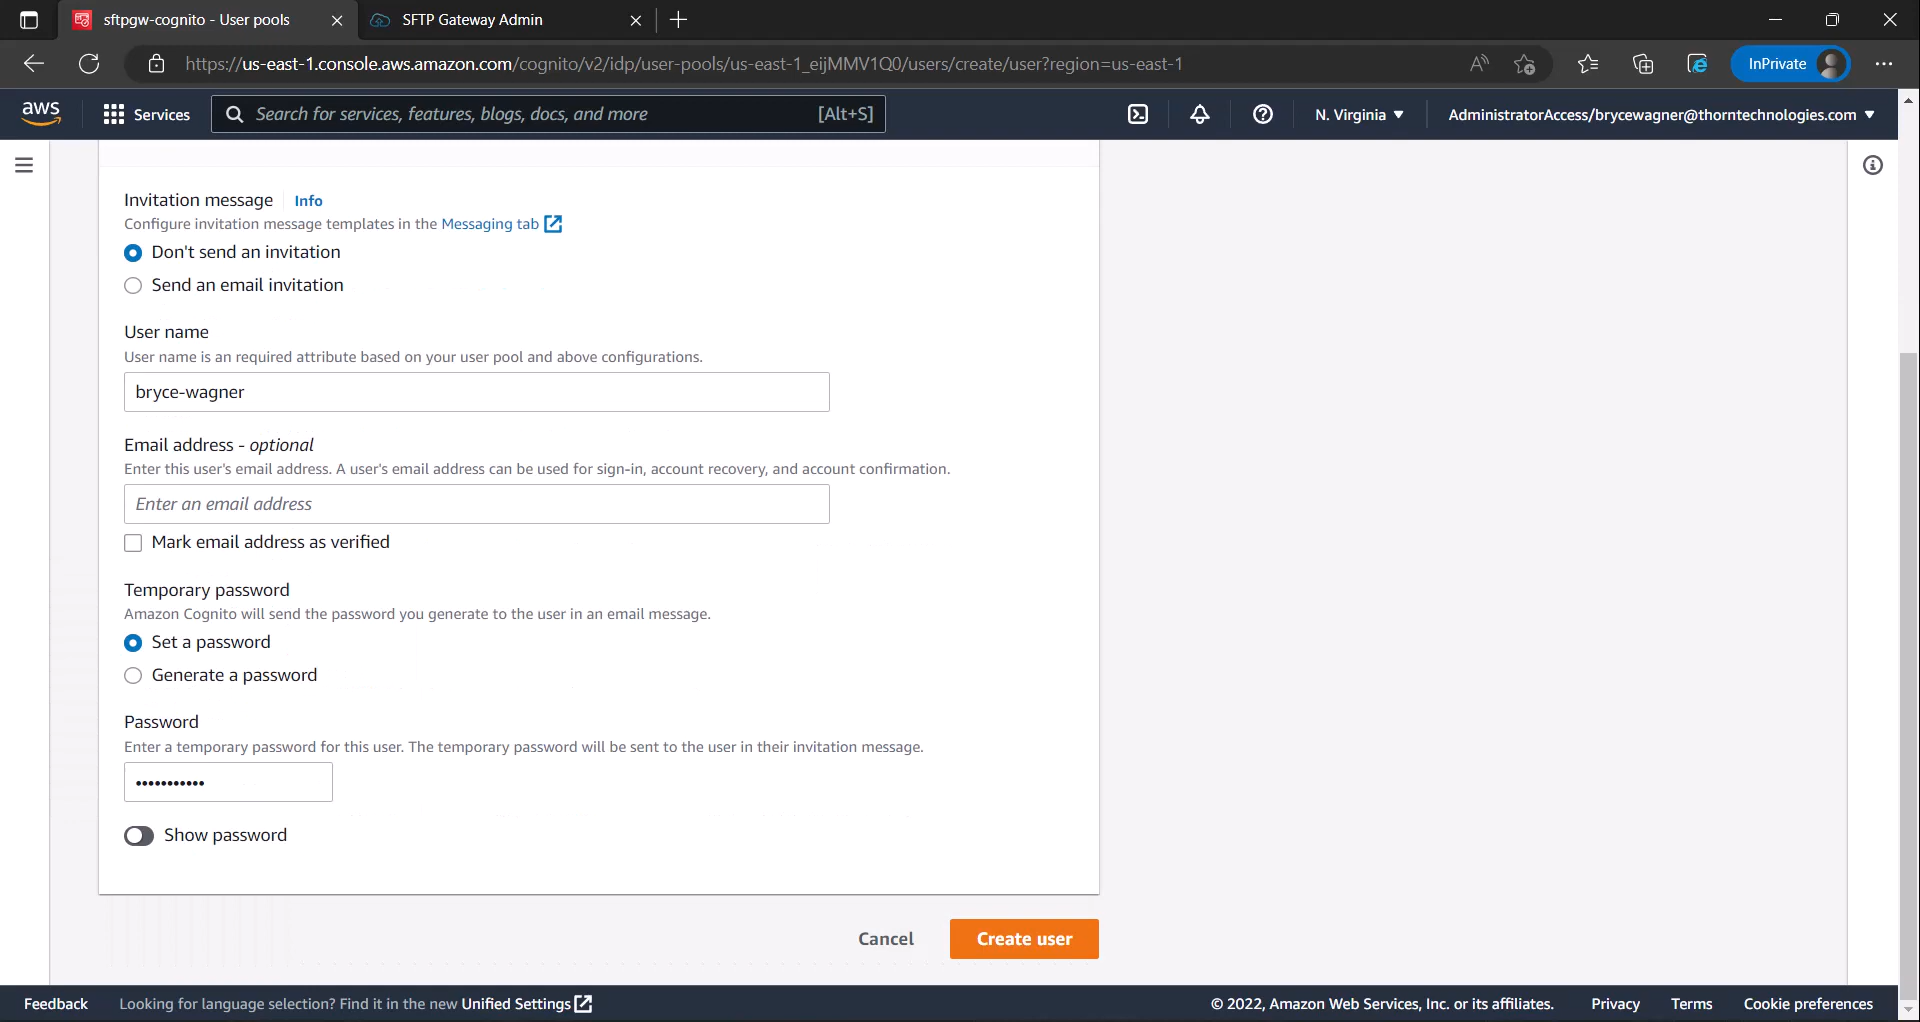 sftpgw-cognito - User pools
SFTP Gateway Admin
https://us-east-1.console.aws.amazon.com/cognito/v2/idp/user-pools/us-east-1_eijMMV1Q0/users/create/user?region=us-east-1
InPrivate
aws
Services
Search for services, features, blogs, docs, and more
[Alt+S]
N. Virginia
AdministratorAccess/brycewagner@thorntechnologies.com
Invitation message
Info
Configure invitation message templates in the Messaging tab
Don't send an invitation
Send an email invitation
User name
User name is an required attribute based on your user pool and above configurations.
bryce-wagner
Email address - optional
Enter this user's email address. A user's email address can be used for sign-in, account recovery, and account confirmation.
Enter an email address
Mark email address as verified
Temporary password
Amazon Cognito will send the password you generate to the user in an email message.
Set a password
Generate a password
Password
Enter a temporary password for this user. The temporary password will be sent to the user in their invitation message.
•••••••••••
Show password
Cancel
Create user
Feedback
Looking for language selection? Find it in the new Unified Settings
© 2022, Amazon Web Services, Inc. or its affiliates.
Privacy
Terms
Cookie preferences